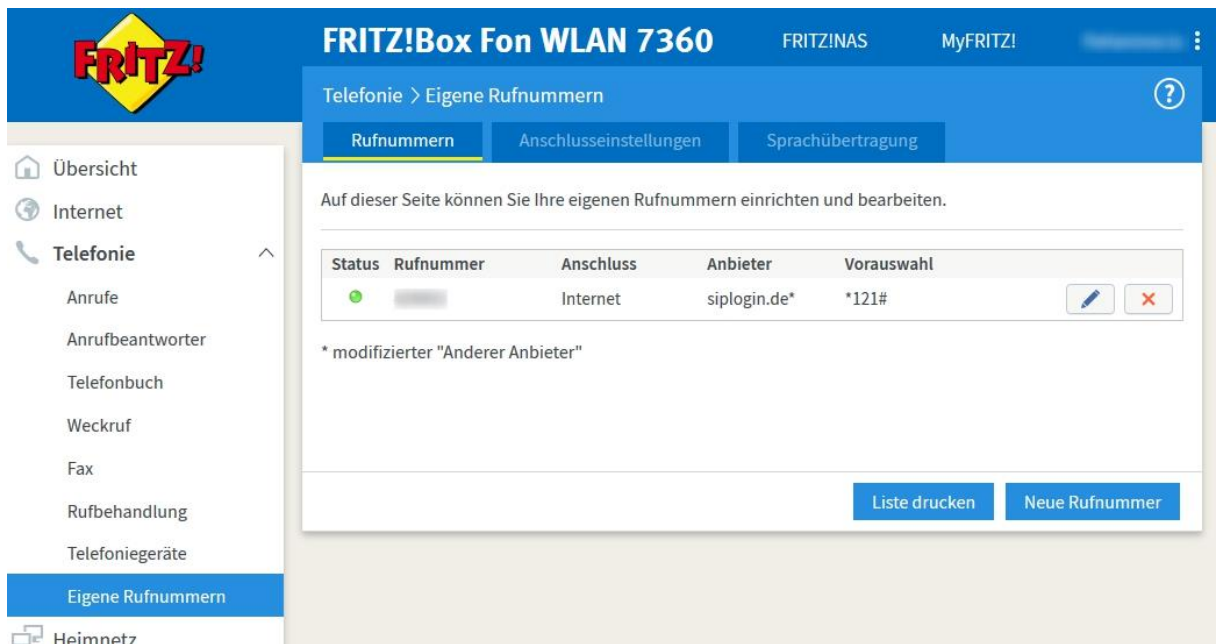 FRITZ!
FRITZ!Box Fon WLAN 7360 FRITZ!NAS MyFRITZ!
Telefonie > Eigene Rufnummern ?
Rufnummern Anschlusseinstellungen Sprachübertragung
Übersicht
Internet
Telefonie
Anrufe
Anrufbeantworter
Telefonbuch
Weckruf
Fax
Rufbehandlung
Telefoniegeräte
Eigene Rufnummern
Heimnetz
Auf dieser Seite können Sie Ihre eigenen Rufnummern einrichten und bearbeiten.
Status Rufnummer Anschluss Anbieter Vorauswahl
Internet siplogin.de* *121#
* modifizierter "Anderer Anbieter"
Liste drucken Neue Rufnummer